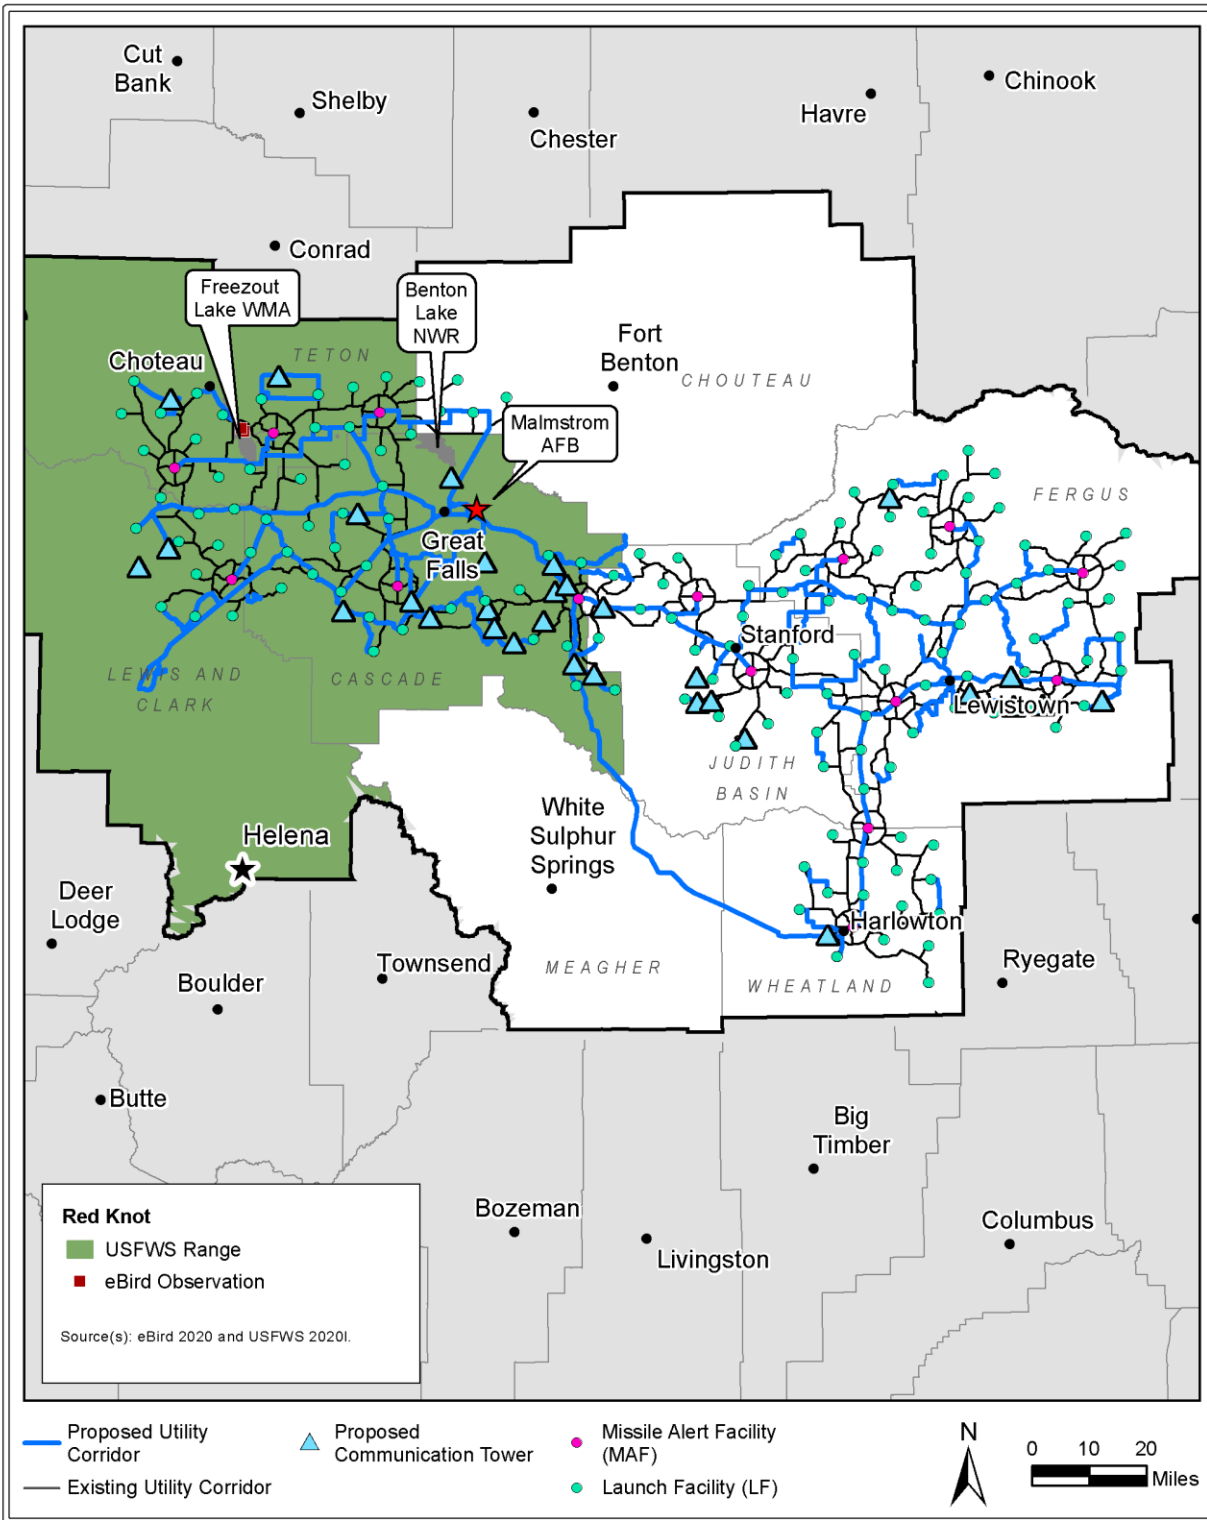 Cut
Bank
Shelby
Chester
Havre
Chinook
Conrad
Freezout
Lake WMA
Benton
Lake
NWR
Fort
Benton
Choteau
TETON
CHOUTEAU
Malmstrom
AFB
FERGUS
Great
Falls
Stanford
LEWIS AND
CLARK
CASCADE
Lewistown
JUDITH
BASIN
White
Sulphur
Springs
Helena
Deer
Lodge
Harlowton
Townsend
MEAGHER
WHEATLAND
Ryegate
Boulder
Butte
Big
Timber
Bozeman
Livingston
Columbus
Red Knot
USFWS Range
eBird Observation
Source(s): eBird 2020 and USFWS 2020l.
Proposed Utility
Corridor
Existing Utility Corridor
Proposed
Communication Tower
Missile Alert Facility
(MAF)
Launch Facility (LF)
N
0 10 20
Miles